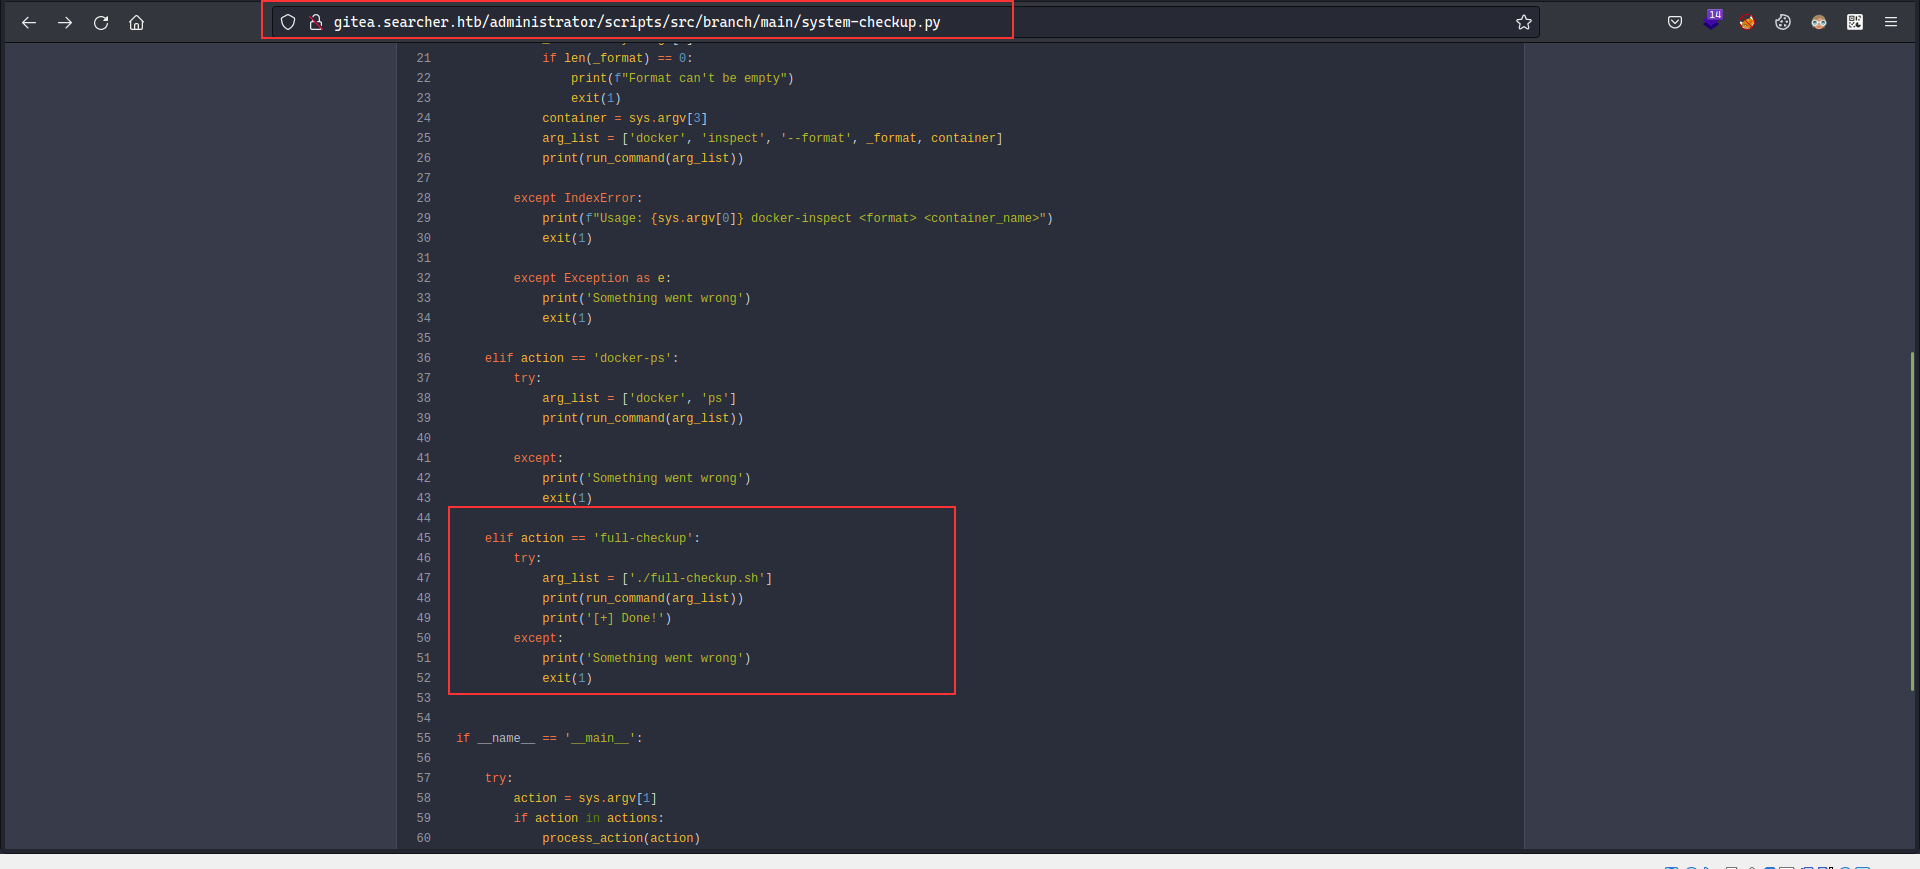 gitea.searcher.htb/administrator/scripts/src/branch/main/system-checkup.py
14
21 if len(_format) == 0:
22 print(f"Format can't be empty")
23 exit(1)
24 container = sys.argv[3]
25 arg_list = ['docker', 'inspect', '--format', _format, container]
26 print(run_command(arg_list))
27
28 except IndexError:
29 print(f"Usage: {sys.argv[0]} docker-inspect <format> <container_name>")
30 exit(1)
31
32 except Exception as e:
33 print('Something went wrong')
34 exit(1)
35
36 elif action == 'docker-ps':
37 try:
38 arg_list = ['docker', 'ps']
39 print(run_command(arg_list))
40
41 except:
42 print('Something went wrong')
43 exit(1)
44
45 elif action == 'full-checkup':
46 try:
47 arg_list = ['./full-checkup.sh']
48 print(run_command(arg_list))
49 print('[+] Done!')
50 except:
51 print('Something went wrong')
52 exit(1)
53
54
55 if __name__ == '__main__':
56
57 try:
58 action = sys.argv[1]
59 if action in actions:
60 process_action(action)